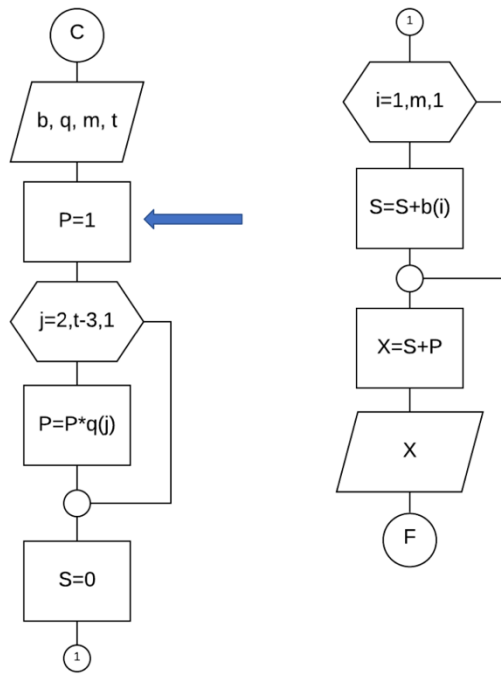 C
b, q, m, t
P=1
j=2,t-3,1
P=P*q(j)
S=0
1
1
i=1,m,1
S=S+b(i)
X=S+P
X
F